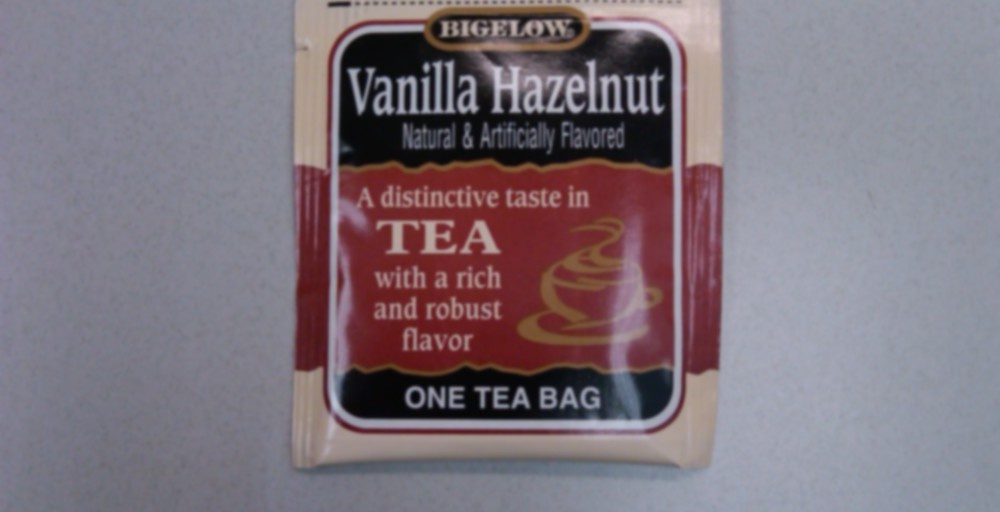 BIGELOW
Vanilla Hazelnut
Natural & Artificially Flavored
A distinctive taste in
TEA
with a rich
and robust
flavor
ONE TEA BAG